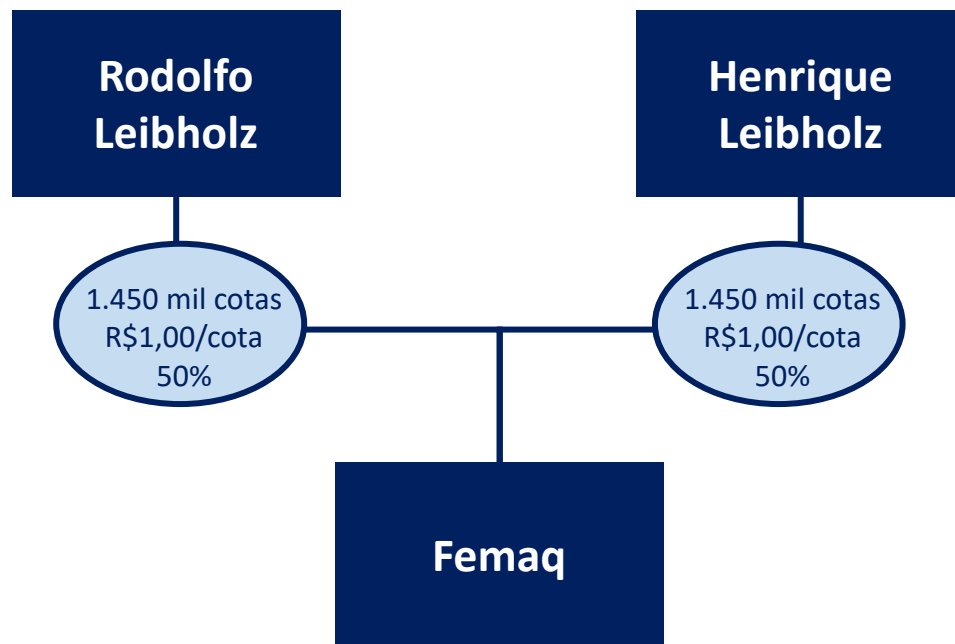 Rodolfo
Leibholz
Henrique
Leibholz
1.450 mil cotas
R$1,00/cota
50%
1.450 mil cotas
R$1,00/cota
50%
Femaq